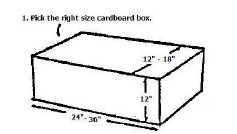 1. Pick the right size cardboard box.
12" - 18"
12"
24" - 36"